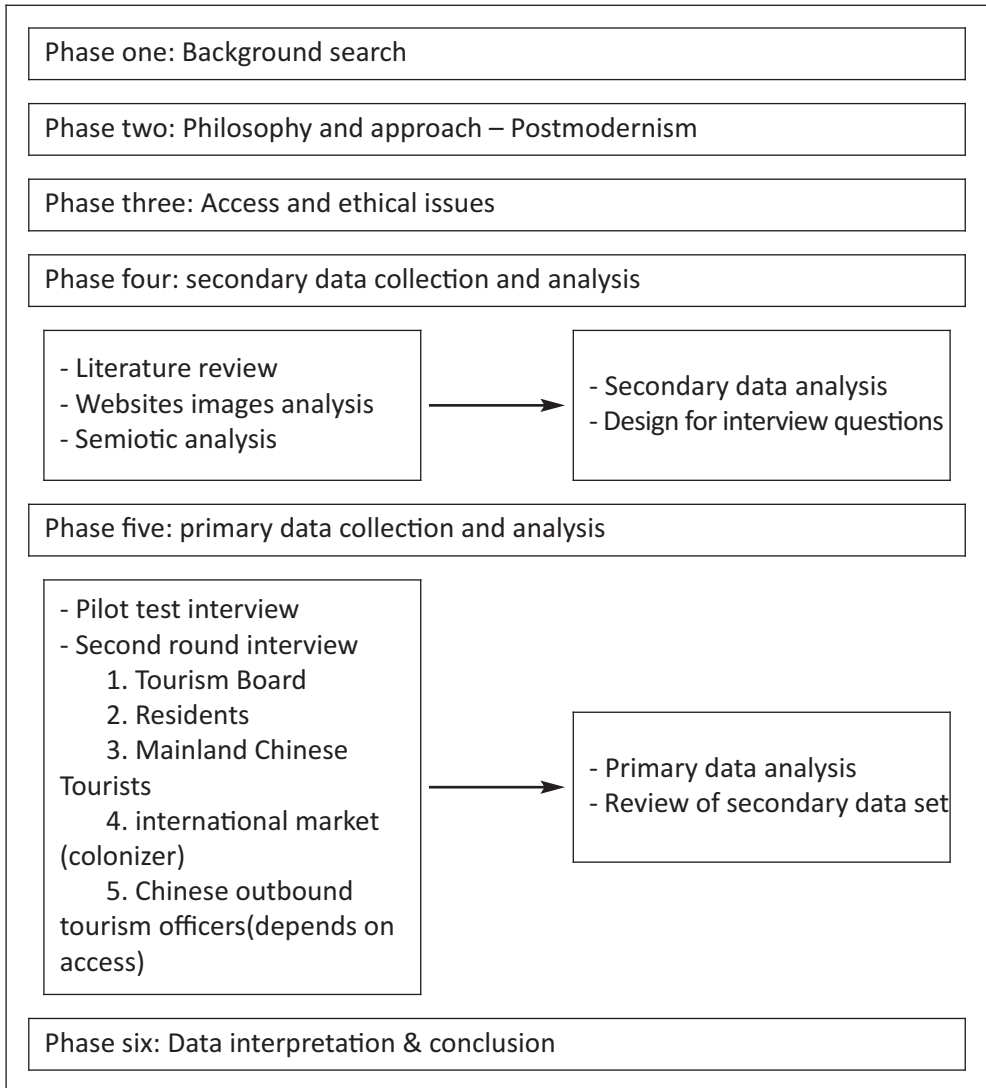 Phase one: Background search
Phase two: Philosophy and approach – Postmodernism
Phase three: Access and ethical issues
Phase four: secondary data collection and analysis
- Literature review
- Websites images analysis
- Semiotic analysis
- Secondary data analysis
- Design for interview questions
Phase five: primary data collection and analysis
- Pilot test interview
- Second round interview
1. Tourism Board
2. Residents
3. Mainland Chinese
Tourists
4. international market
(colonizer)
5. Chinese outbound
tourism officers(depends on
access)
- Primary data analysis
- Review of secondary data set
Phase six: Data interpretation & conclusion